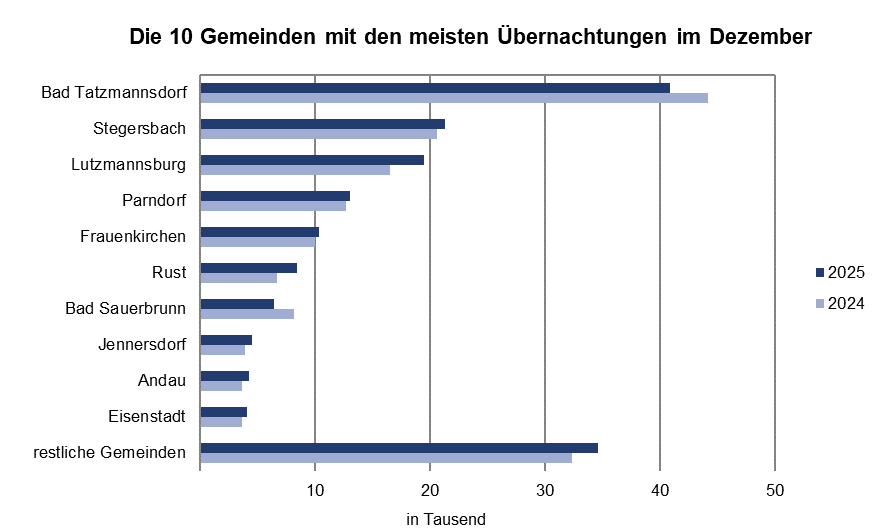 Die 10 Gemeinden mit den meisten Übernachtungen im Dezember
Bad Tatzmannsdorf
Stegersbach
Lutzmannsburg
Parndorf
Frauenkirchen
Rust
Bad Sauerbrunn
Jennersdorf
Andau
Eisenstadt
restliche Gemeinden
2025
2024
10 20 30 40 50
in Tausend